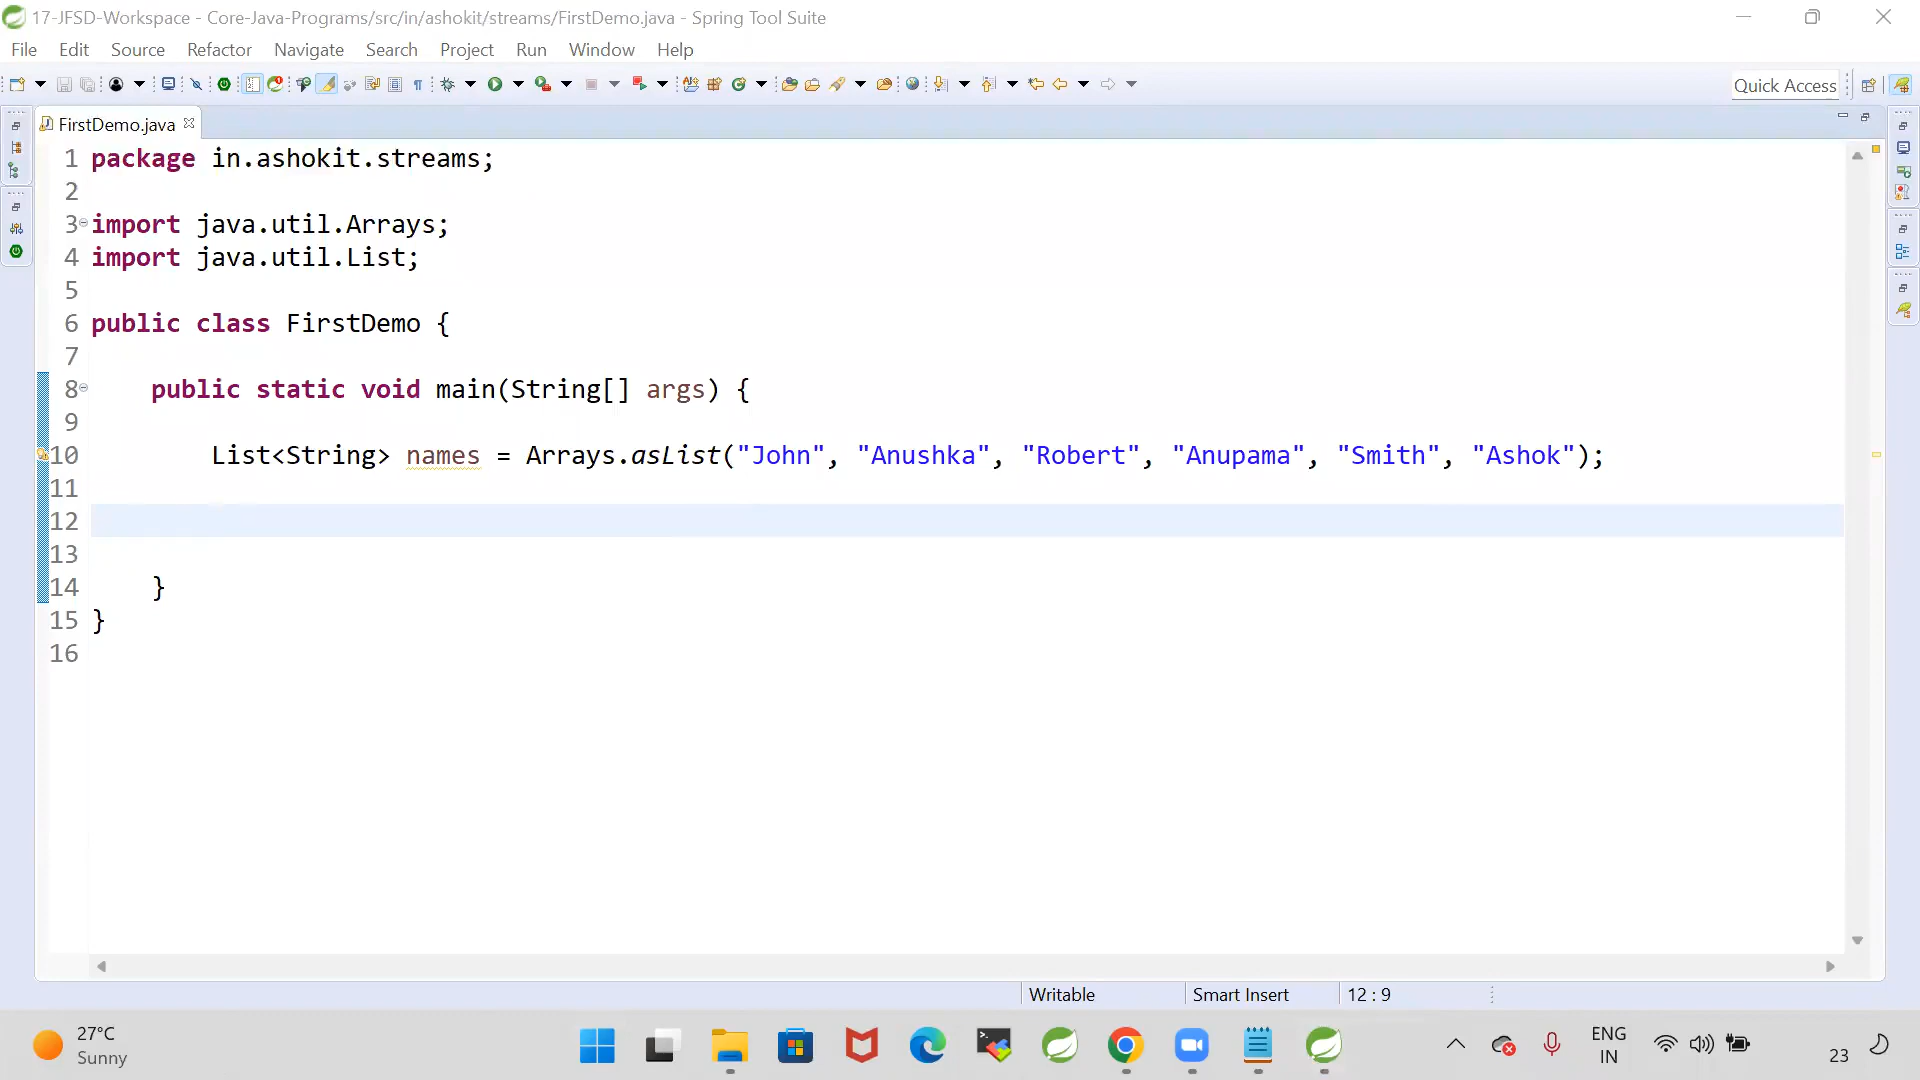 17-JFSD-Workspace - Core-Java-Programs/src/in/ashokit/streams/FirstDemo.java - Spring Tool Suite
File Edit Source Refactor Navigate Search Project Run Window Help
Quick Access
FirstDemo.java
1 package in.ashokit.streams;
2
3 import java.util.Arrays;
4 import java.util.List;
5
6 public class FirstDemo {
7
8 public static void main(String[] args) {
9
10 List<String> names = Arrays.asList("John", "Anushka", "Robert", "Anupama", "Smith", "Ashok");
11
12
13
14 }
15 }
16
Writable Smart Insert 12 : 9
27°C
Sunny
ENG
IN
23